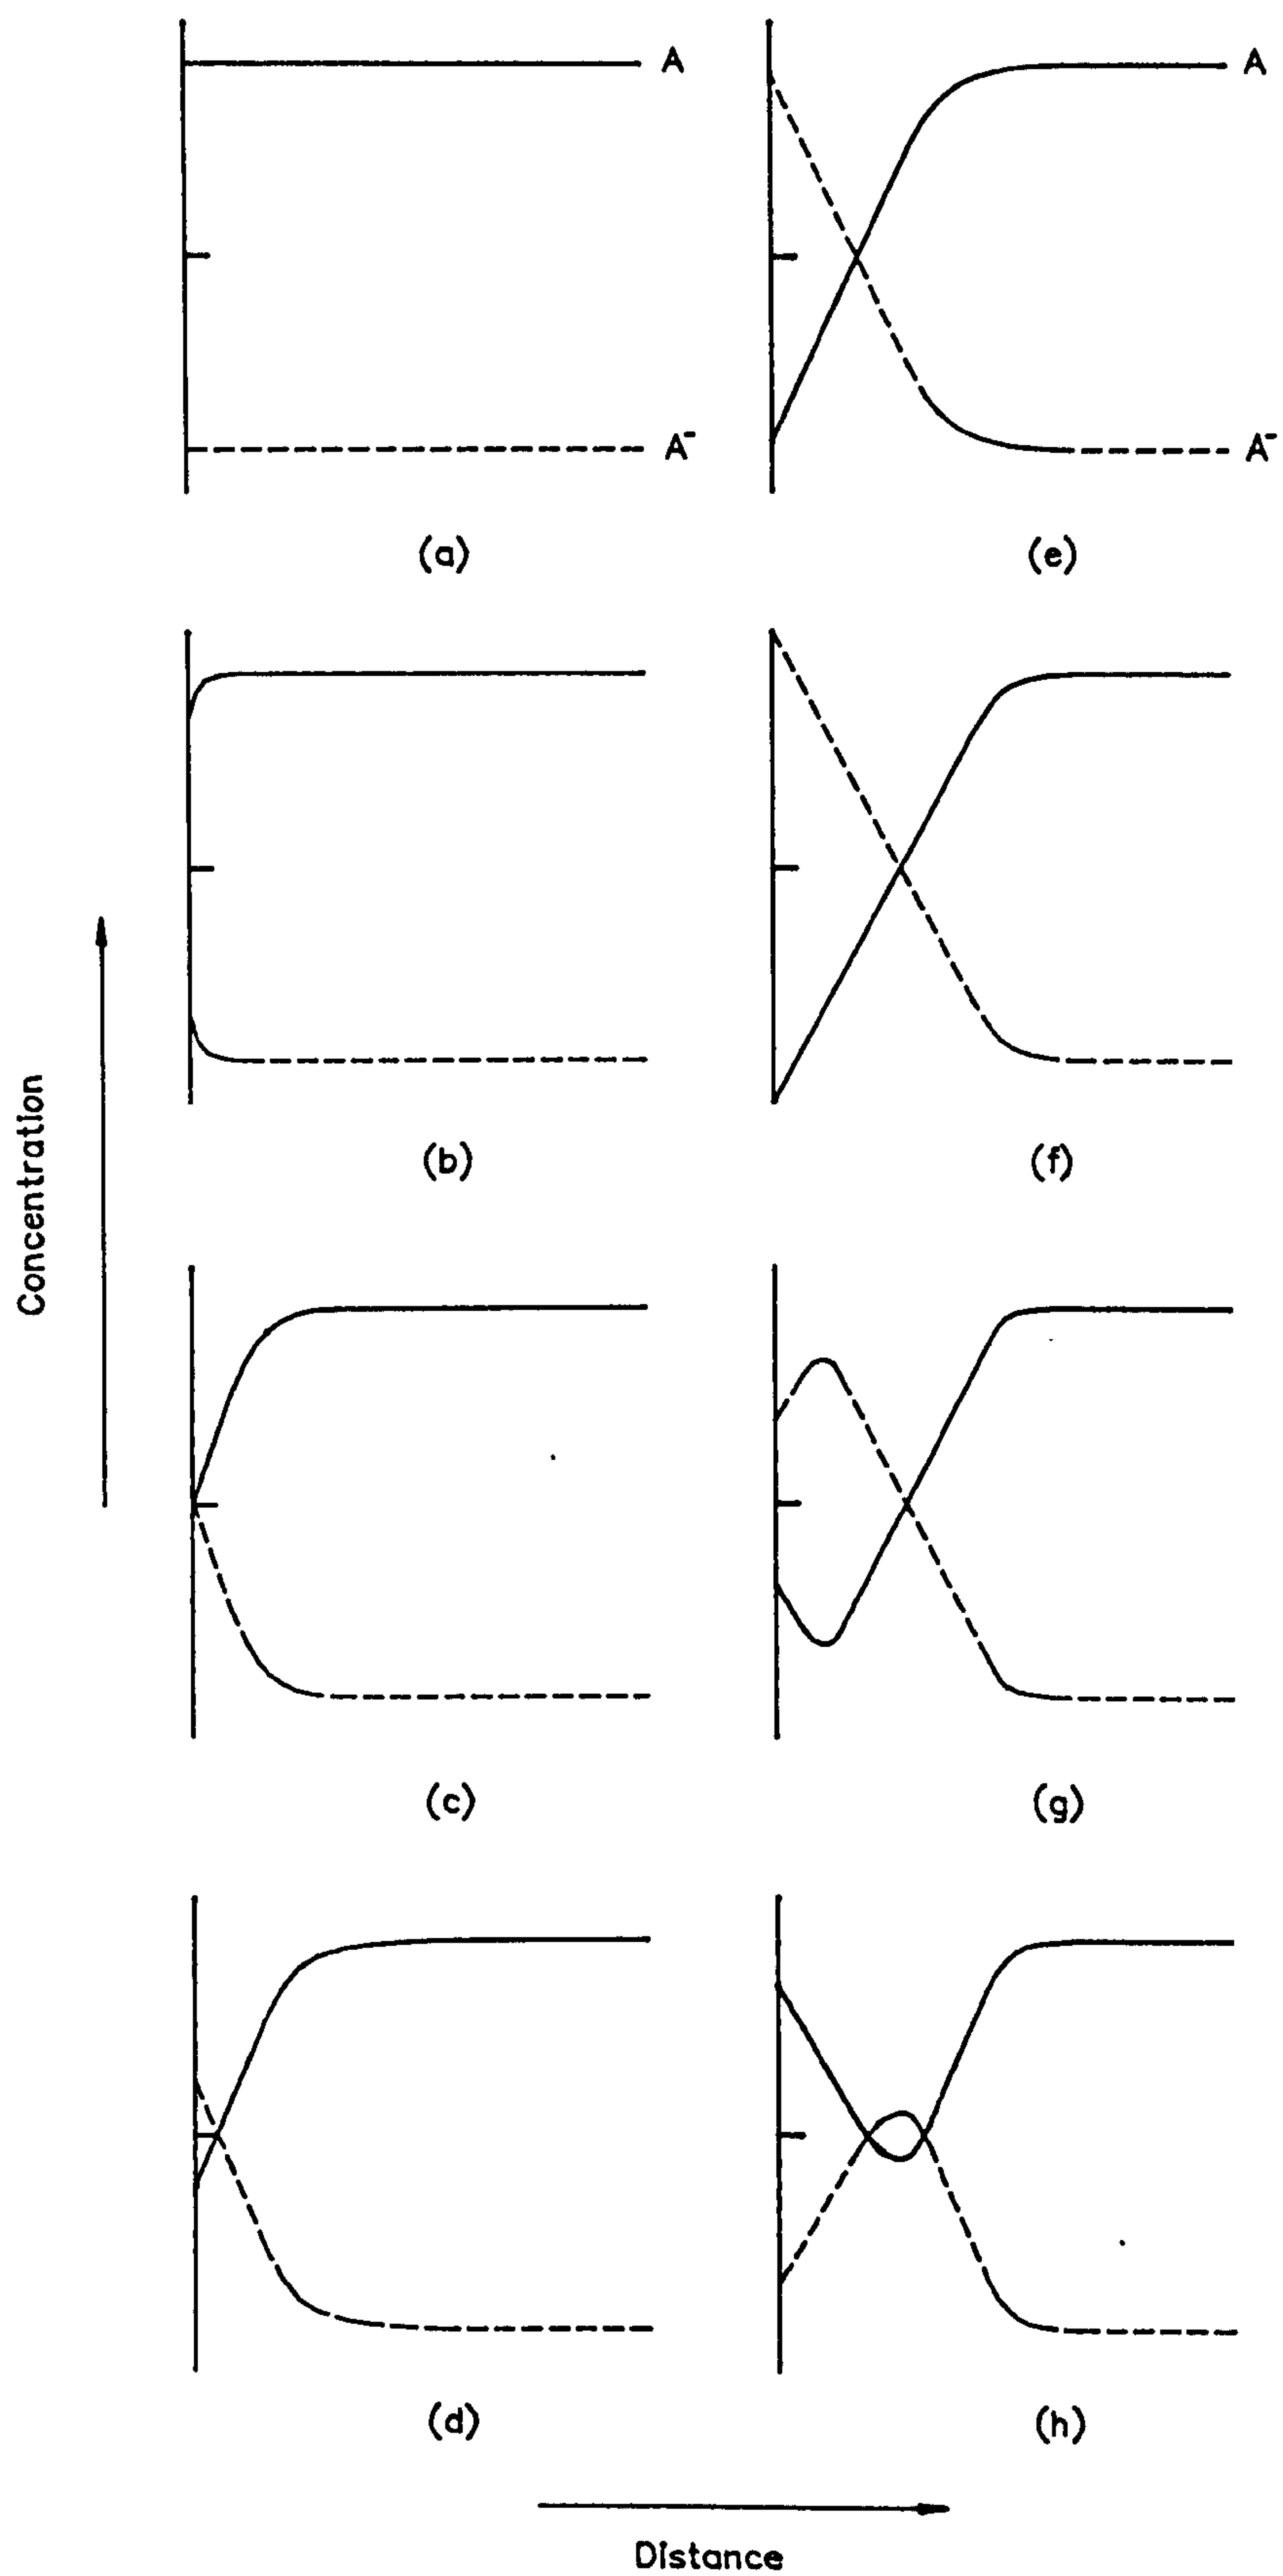 A
A
A⁻
A⁻
(a)
(e)
(b)
(f)
Concentration
(c)
(g)
(d)
(h)
Distance